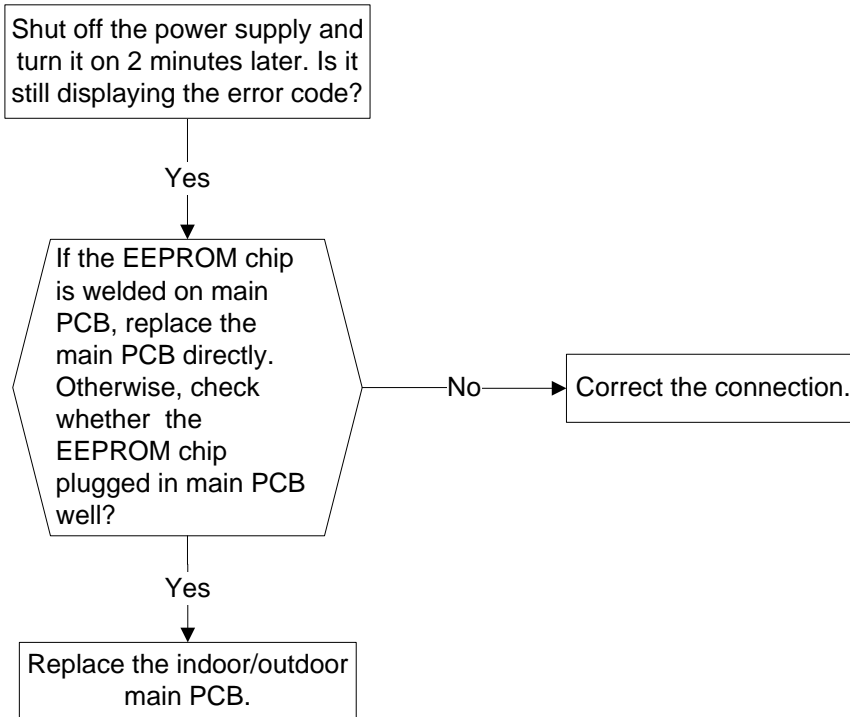 Shut off the power supply and
turn it on 2 minutes later. Is it
still displaying the error code?
Yes
If the EEPROM chip
is welded on main
PCB, replace the
main PCB directly.
Otherwise, check
whether the
EEPROM chip
plugged in main PCB
well?
No
Correct the connection.
Yes
Replace the indoor/outdoor
main PCB.